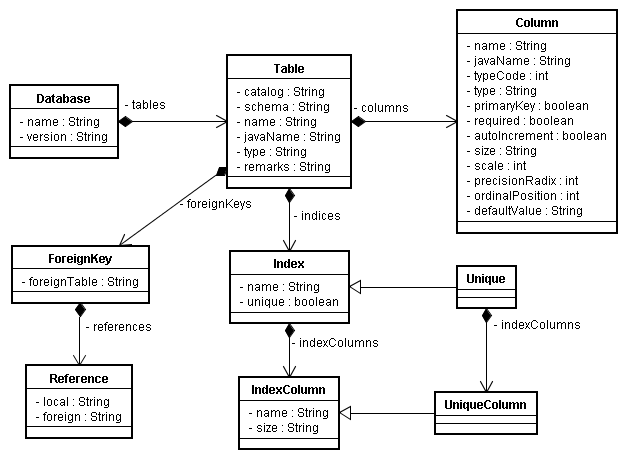 Column
- name : String
- javaName : String
- typeCode : int
- type : String
- primaryKey : boolean
- required : boolean
- autoIncrement : boolean
- size : String
- scale : int
- precisionRadix : int
- ordinalPosition : int
- defaultValue : String
Table
- catalog : String
- schema : String
- name : String
- javaName : String
- type : String
- remarks : String
- columns
Database
- name : String
- version : String
- tables
- foreignKeys
- indices
ForeignKey
- foreignTable : String
- references
Reference
- local : String
- foreign : String
Index
- name : String
- unique : boolean
- indexColumns
Unique
- indexColumns
IndexColumn
- name : String
- size : String
UniqueColumn